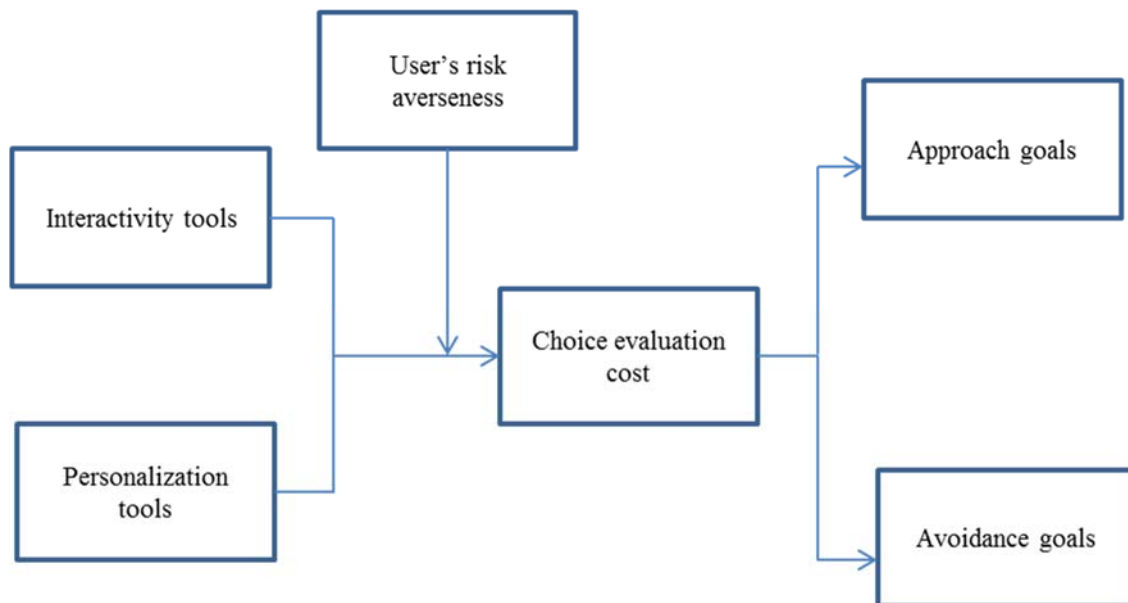 User’s risk
averseness
Approach goals
Interactivity tools
Choice evaluation
cost
Personalization
tools
Avoidance goals